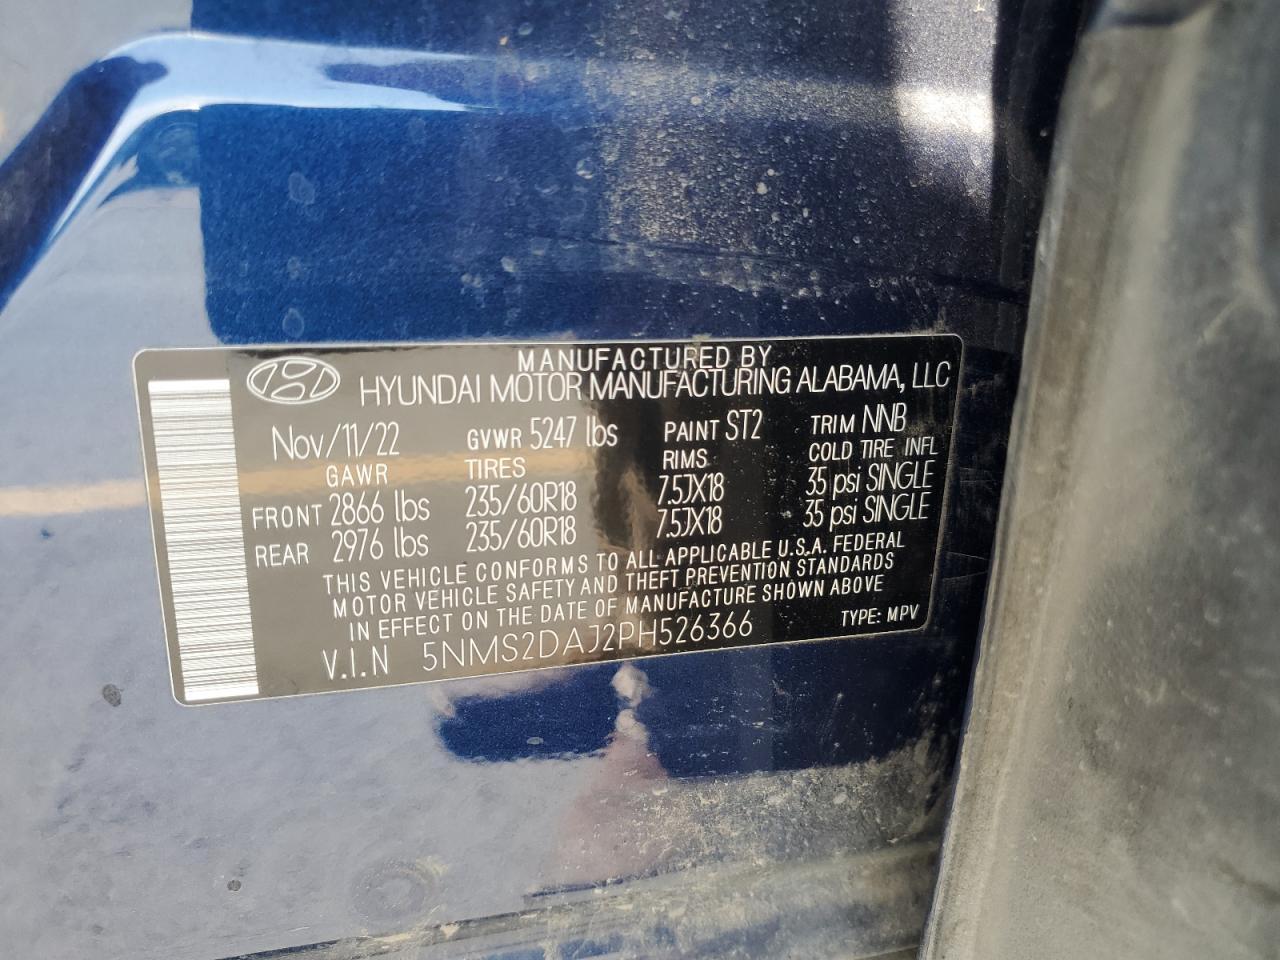 MANUFACTURED BY
HYUNDAI MOTOR MANUFACTURING ALABAMA, LLC
Nov/11/22 GVWR 5247 lbs PAINT ST2 TRIM NNB
GAWR TIRES RIMS COLD TIRE INFL
FRONT 2866 lbs 235/60R18 7.5JX18 35 psi SINGLE
REAR 2976 lbs 235/60R18 7.5JX18 35 psi SINGLE
THIS VEHICLE CONFORMS TO ALL APPLICABLE U.S.A. FEDERAL
MOTOR VEHICLE SAFETY AND THEFT PREVENTION STANDARDS
IN EFFECT ON THE DATE OF MANUFACTURE SHOWN ABOVE
V.I.N 5NMS2DAJ2PH526366 TYPE: MPV